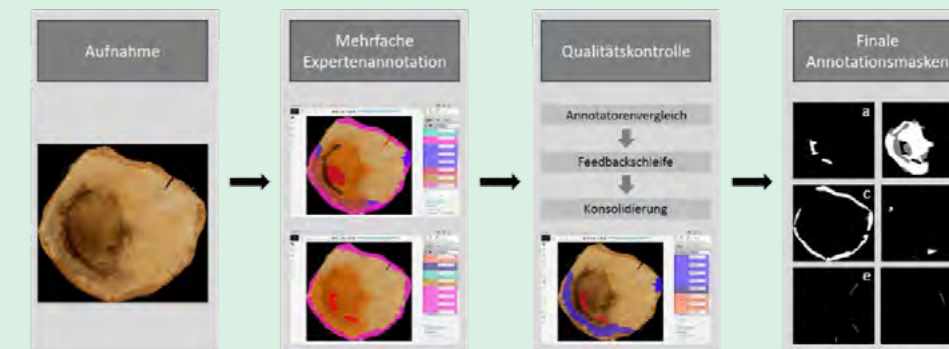 Aufnahme
Mehrfache
Expertenannotation
Qualitätskontrolle
Annotatorenvergleich
Feedbackschleife
Konsolidierung
Finale
Annotationsmasken
a
c
e